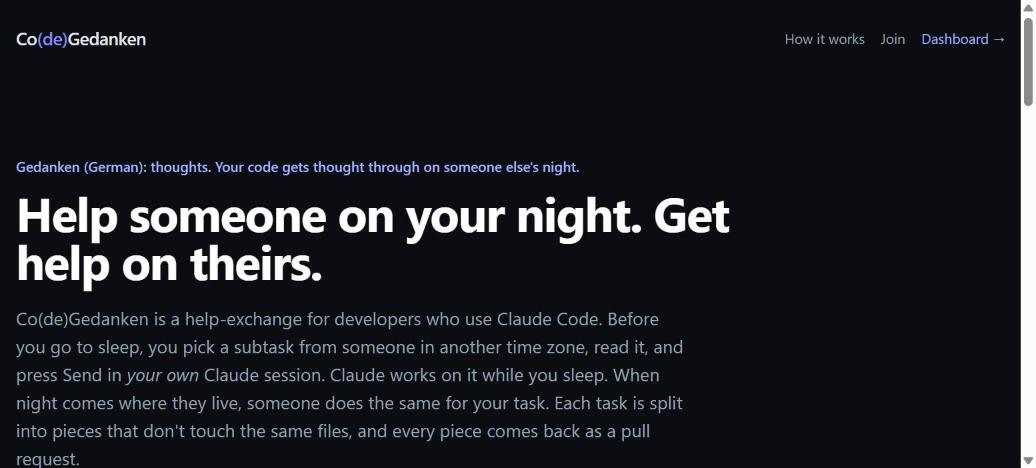 Co(de)Gedanken
How it works
Join
Dashboard →
Gedanken (German): thoughts. Your code gets thought through on someone else's night.
Help someone on your night. Get
help on theirs.
Co(de)Gedanken is a help-exchange for developers who use Claude Code. Before
you go to sleep, you pick a subtask from someone in another time zone, read it, and
press Send in your own Claude session. Claude works on it while you sleep. When
night comes where they live, someone does the same for your task. Each task is split
into pieces that don't touch the same files, and every piece comes back as a pull
request.